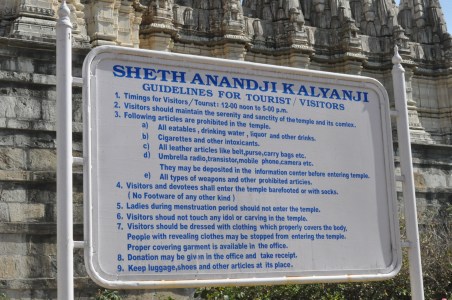 SHETH ANANDJI KALYANJI
GUIDELINES FOR TOURIST/ VISITORS
1. Timings for Visitors/Tourist: 12-00 noon to 5-00 p.m.
2. Visitors should maintain the serenity and sanctity of the temple and its comlex.
3. Following articles are prohibited in the temple.
a) All eatables , drinking water, liquor and other drinks.
b) Cigarettes and other intoxicants.
c) All leather articles like belt,purse,carry bags etc.
d) Umbrella radio,transistor,mobile phone,camera etc.
They may be deposited in the information center before entering temple.
e) All types of weapons and other prohibited articles.
4. Visitors and devotees shall enter the temple barefooted or with socks.
( No Footware of any other kind )
5. Ladies during menstruation period should not enter the temple.
6. Visitors should not touch any idol or carving in the temple.
7. Visitors should be dressed with clothing which properly covers the body,
People with revealing clothes may be stopped from entering the temple.
Proper covering garment is available in the office.
8. Donation may be given in the office and take receipt.
9. Keep luggage,shoes and other articles at its place.